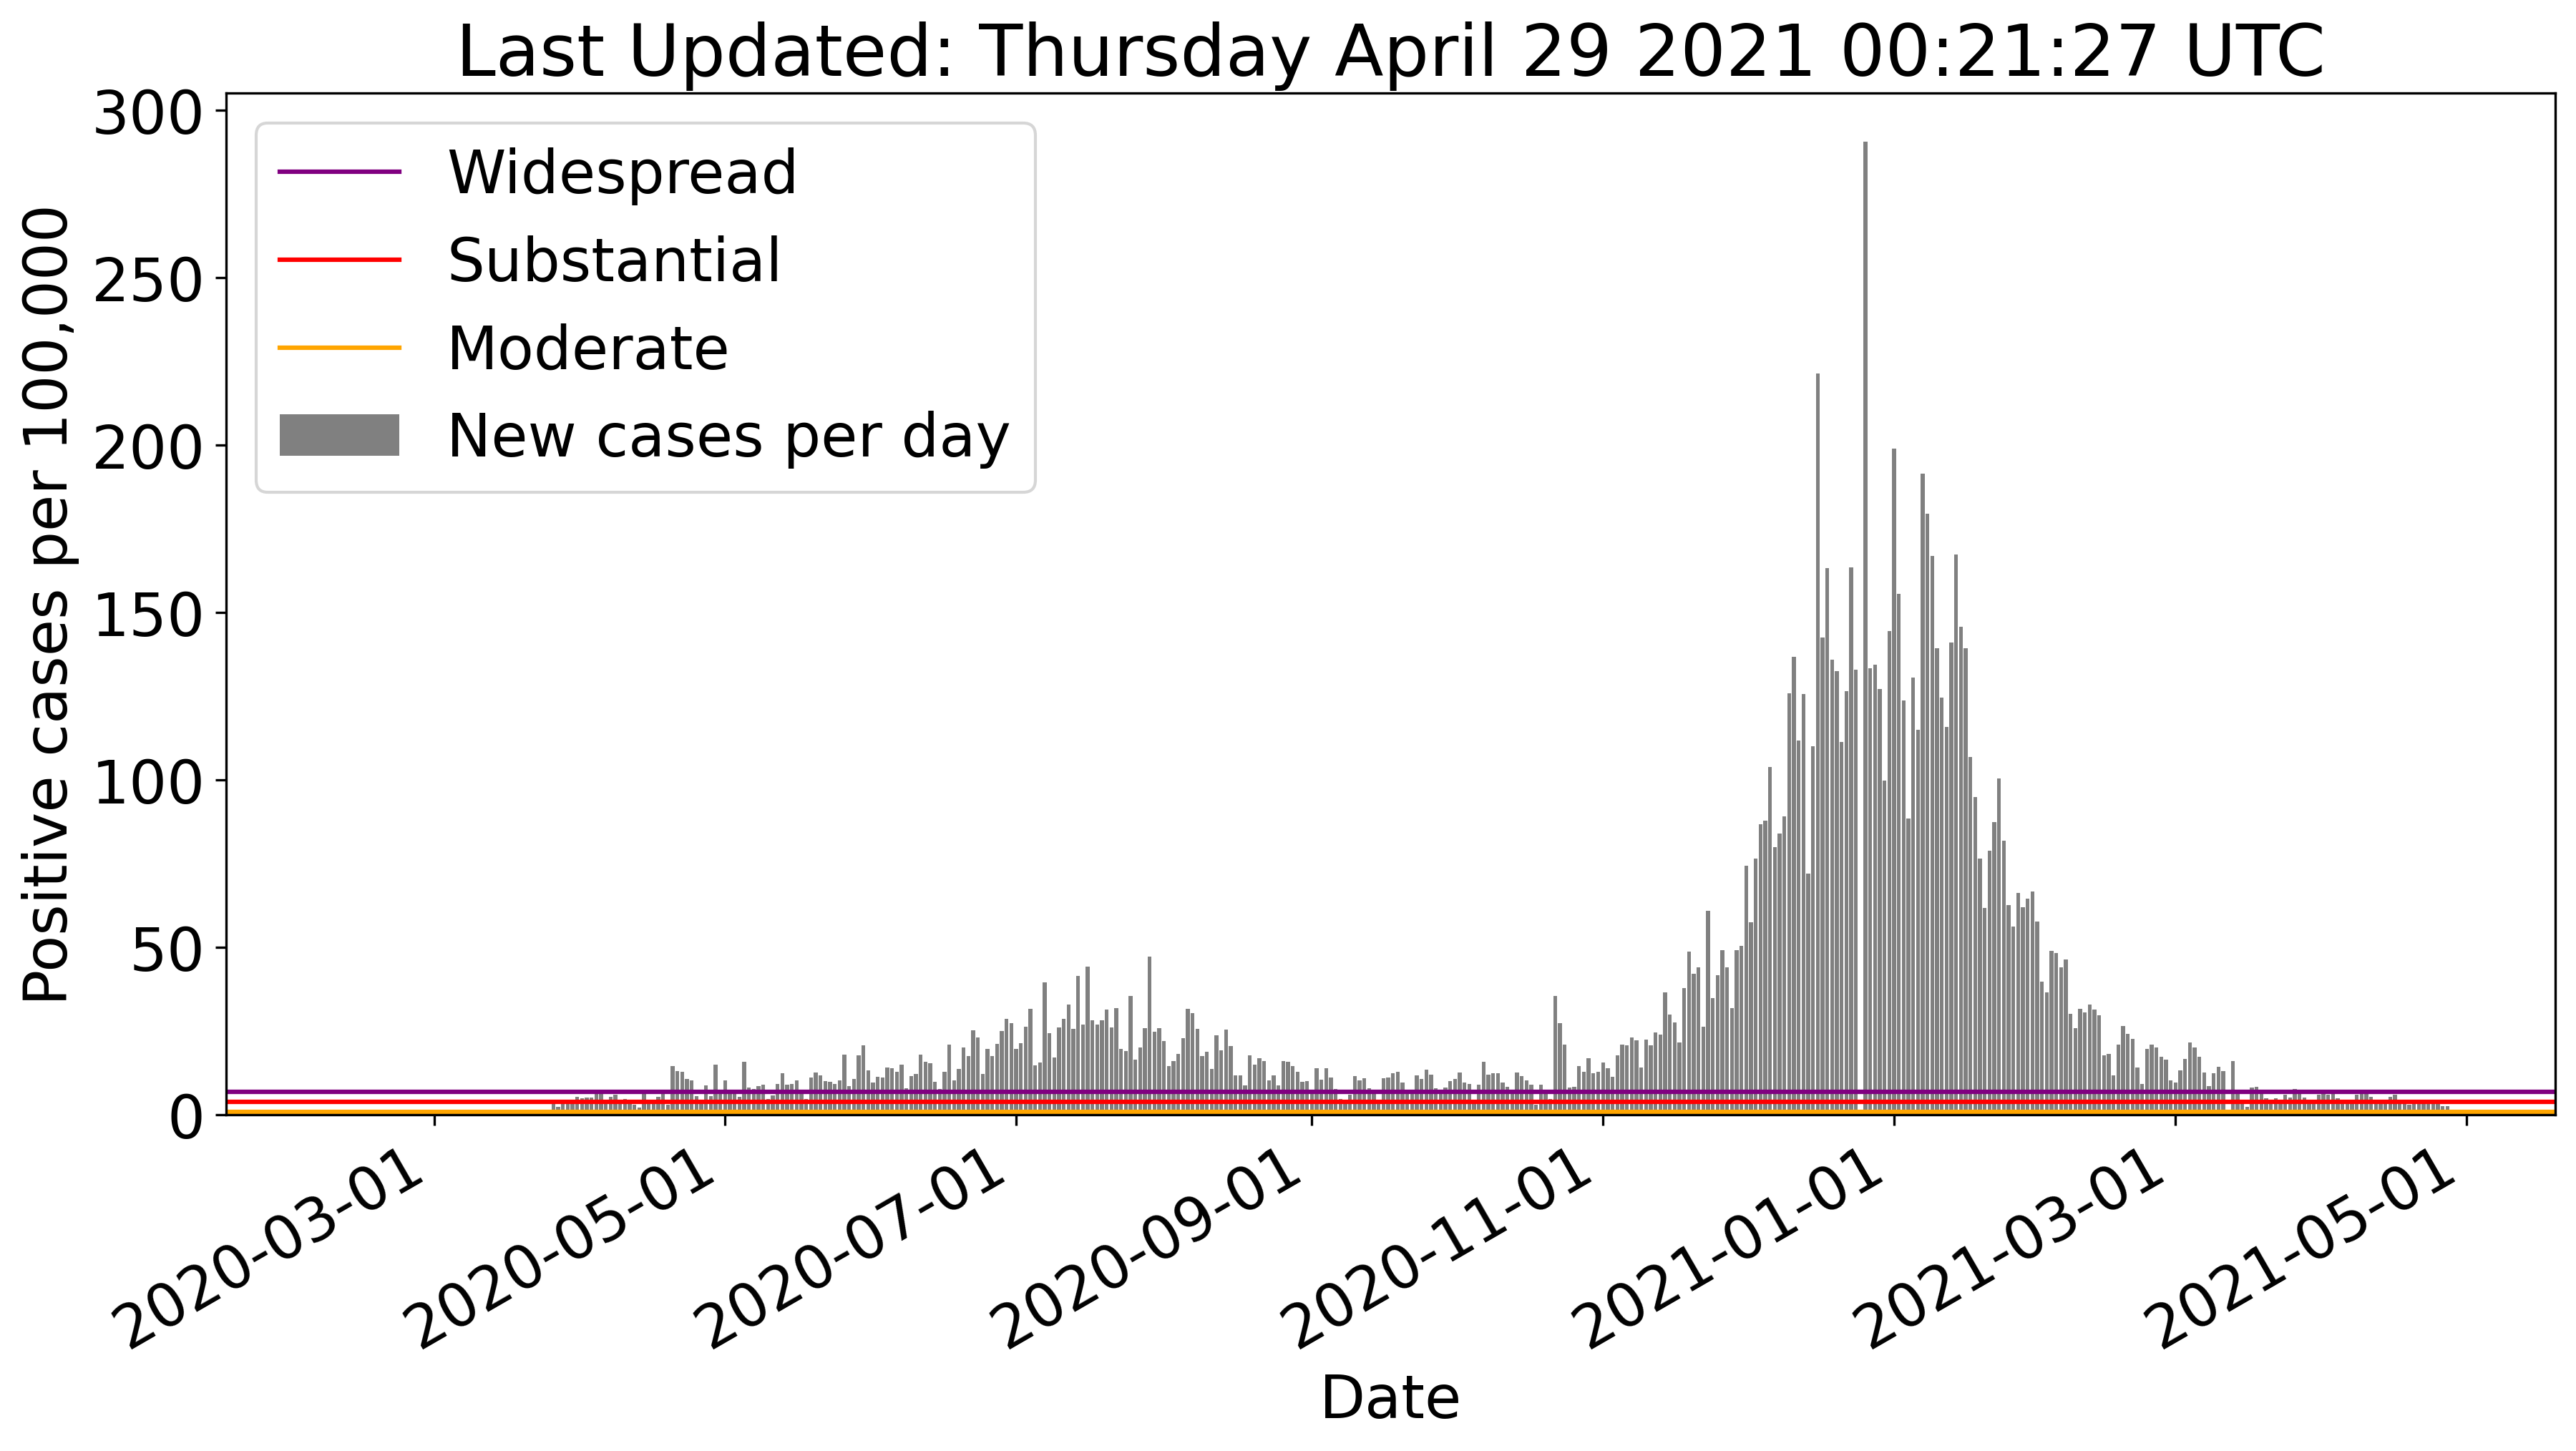 Last Updated: Thursday April 29 2021 00:21:27 UTC
Positive cases per 100,000
300
250
200
150
100
50
0
Widespread
Substantial
Moderate
New cases per day
2020-03-01
2020-05-01
2020-07-01
2020-09-01
2020-11-01
2021-01-01
2021-03-01
2021-05-01
Date